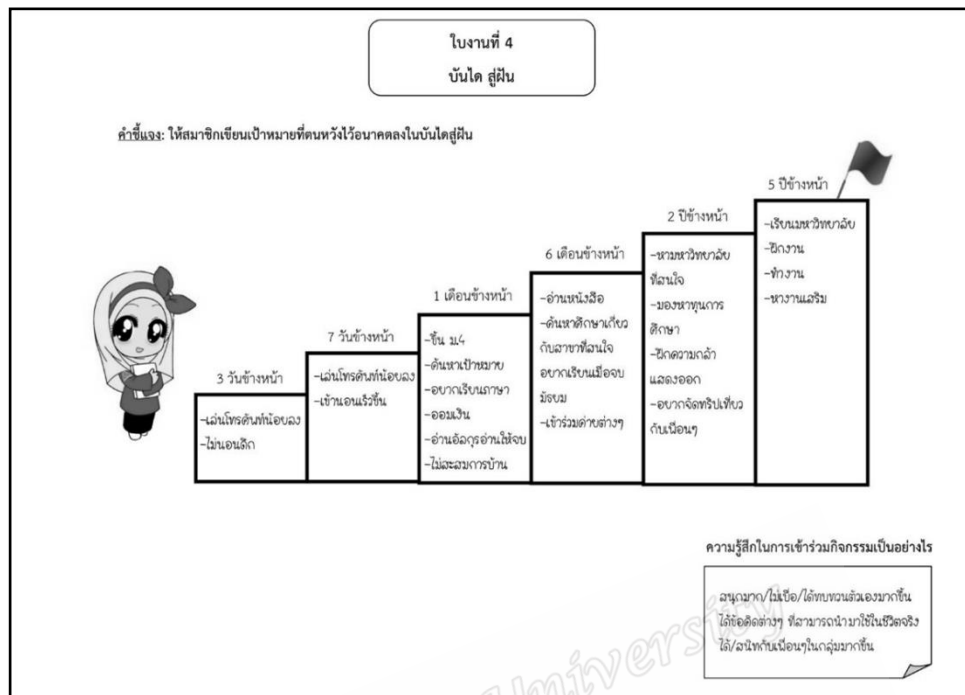 ใบงานที่ 4
บันได สู่ฝัน
คำชี้แจง: ให้สมาชิกเขียนเป้าหมายที่ตนหวังไว้อนาคตลงในบันไดสู่ฝัน
3 วันข้างหน้า
-เล่นโทรศัพท์น้อยลง
-ไม่นอนดึก
7 วันข้างหน้า
-เล่นโทรศัพท์น้อยลง
-เข้านอนเร็วขึ้น
1 เดือนข้างหน้า
-ขึ้น ม.4
-ค้นหาเป้าหมาย
-อยากเรียนภาษา
-ออมเงิน
-อ่านอัลกุรอ่านให้จบ
-ไม่สะสมการบ้าน
6 เดือนข้างหน้า
-อ่านหนังสือ
-ค้นหาศึกษาเกี่ยว
กับสาขาที่สนใจ
อยากเรียนเมื่อจบ
มัธยม
-เข้าร่วมค่ายต่างๆ
2 ปีข้างหน้า
-หามหาวิทยาลัย
ที่สนใจ
-มองหาทุนการ
ศึกษา
-ฝึกความกล้า
แสดงออก
-อยากจัดทริปเที่ยว
กับเพื่อนๆ
5 ปีข้างหน้า
-เรียนมหาวิทยาลัย
-ฝึกงาน
-ทำงาน
-หางานเสริม
ความรู้สึกในการเข้าร่วมกิจกรรมเป็นอย่างไร
สนุกมาก/ไม่เบื่อ/ได้ทบทวนตัวเองมากขึ้น
ได้ข้อคิดต่างๆ ที่สามารถนำมาใช้ในชีวิตจริง
ได้/สนิทกับเพื่อนๆในกลุ่มมากขึ้น
University